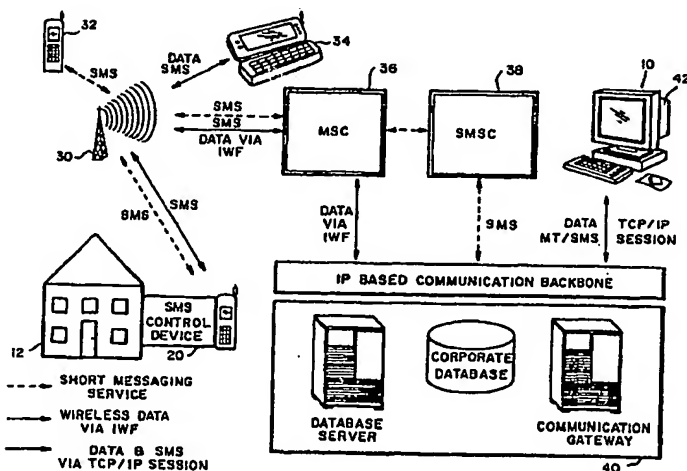 32
SMS
DATA
SMS
34
30
SMS
SMS
DATA VIA
IWF
36
MSC
38
SMSC
10
42
SMS
SMS
DATA
VIA
IWF
SMS
DATA
MT/SMS
TCP/IP
SESSION
IP BASED COMMUNICATION BACKBONE
12
SMS
CONTROL
DEVICE
20
DATABASE
SERVER
CORPORATE
DATABASE
COMMUNICATION
GATEWAY
40
SHORT MESSAGING
SERVICE
WIRELESS DATA
VIA IWF
DATA & SMS
VIA TCP/IP SESSION